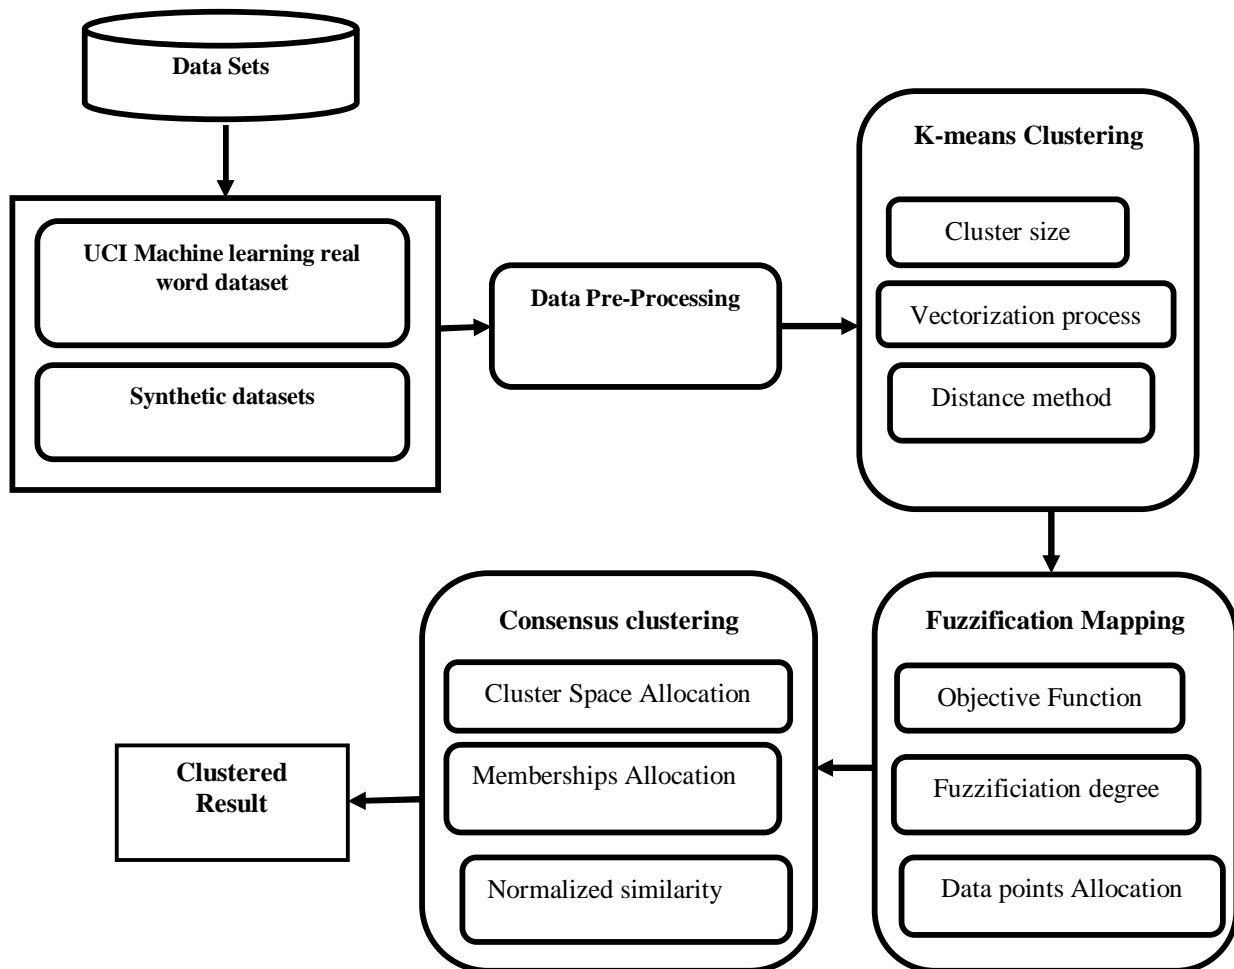 Data Sets
UCI Machine learning real
word dataset
Synthetic datasets
Data Pre-Processing
K-means Clustering
Cluster size
Vectorization process
Distance method
Fuzzification Mapping
Objective Function
Fuzzificiation degree
Data points Allocation
Consensus clustering
Cluster Space Allocation
Memberships Allocation
Normalized similarity
Clustered
Result